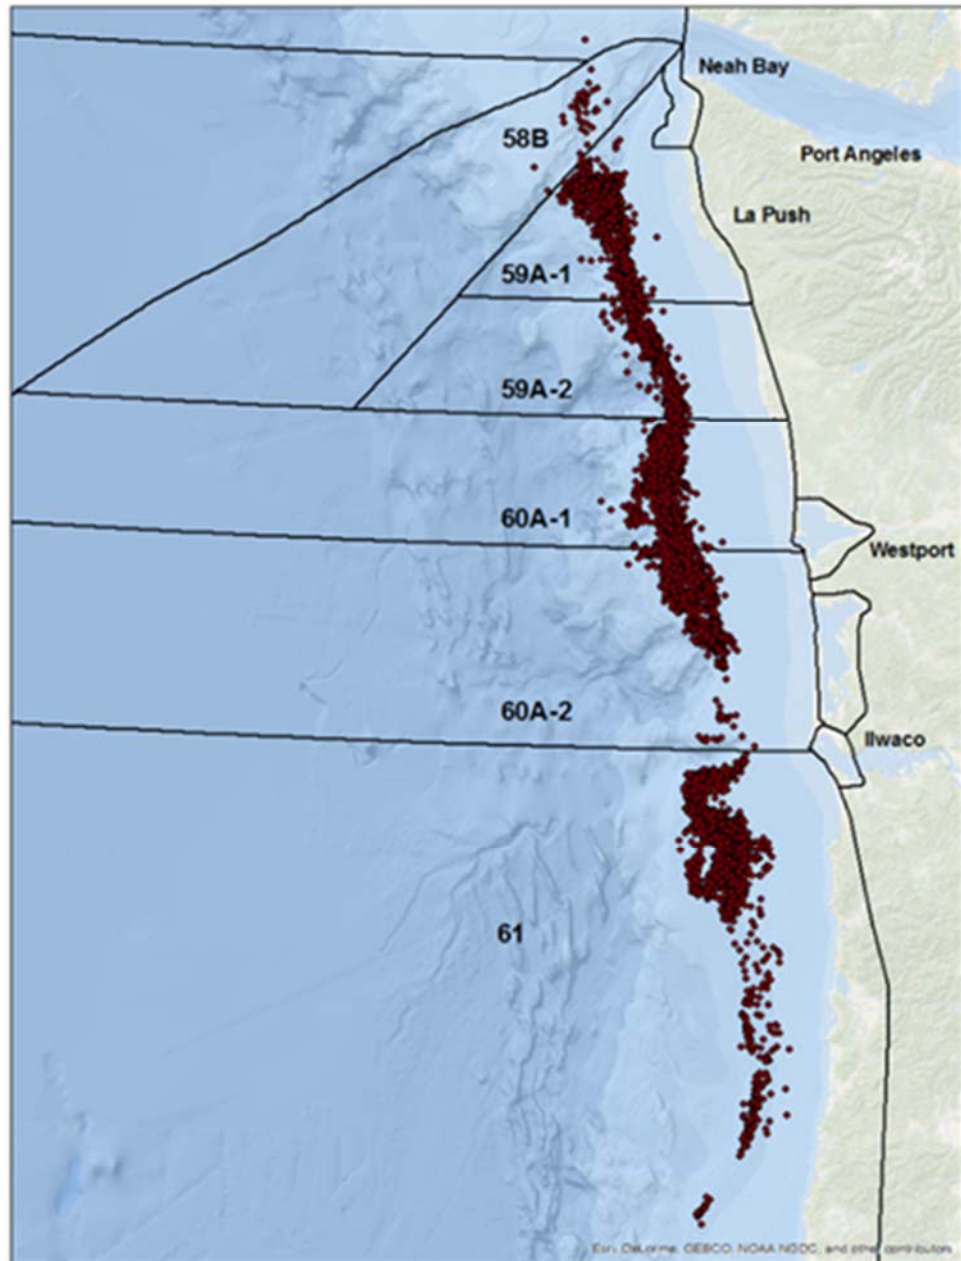 Neah Bay
58B
Port Angeles
La Push
59A-1
59A-2
60A-1
Westport
60A-2
Ilwaco
61
Esri, DeLorme, GEBCO, NOAA NGDC, and other contributors